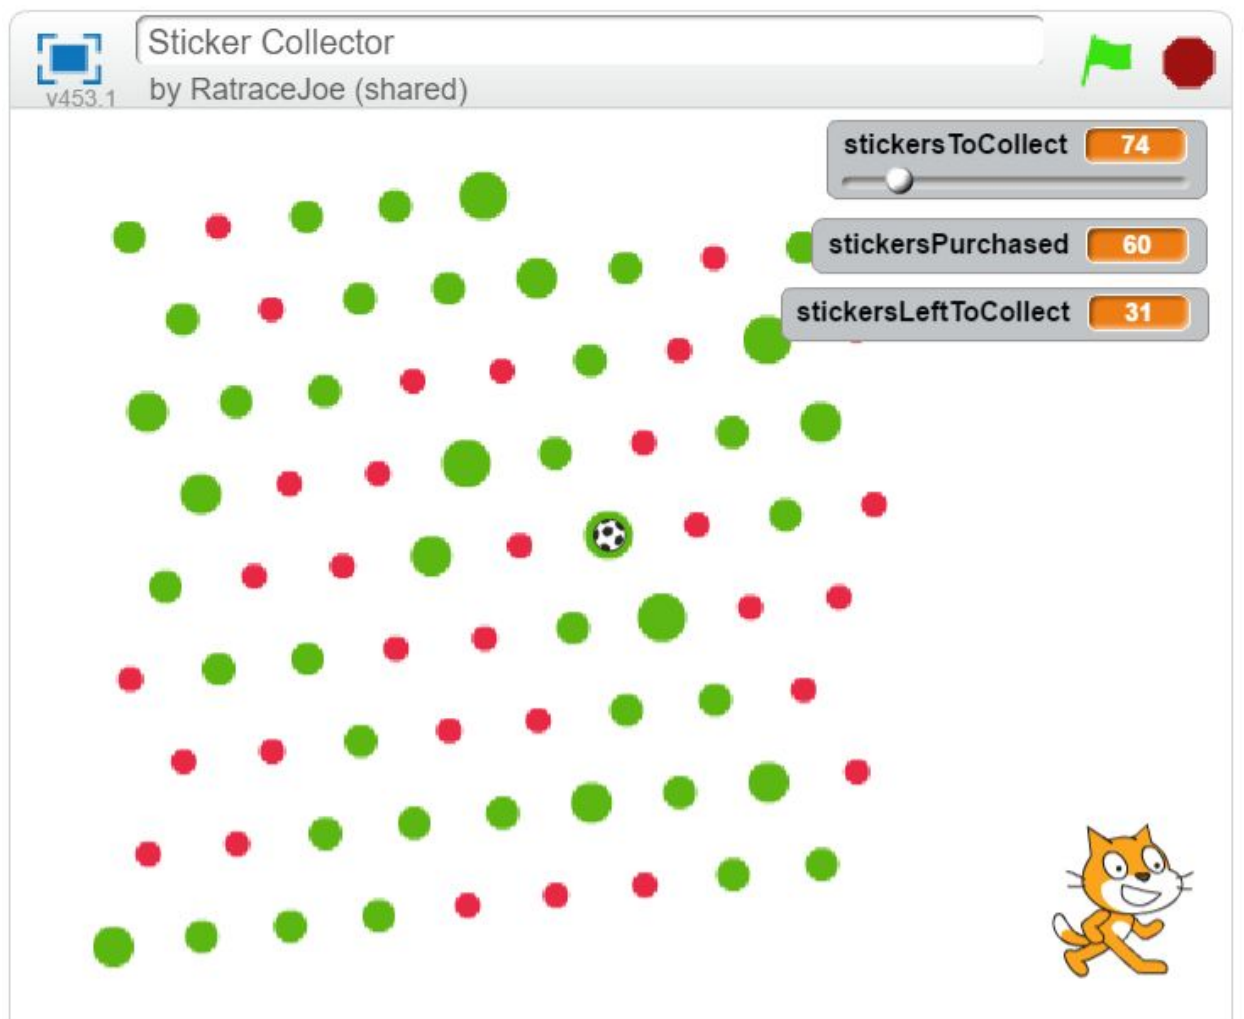 Sticker Collector
by RatraceJoe (shared)
v453.1
stickersToCollect 74
stickersPurchased 60
stickersLeftToCollect 31